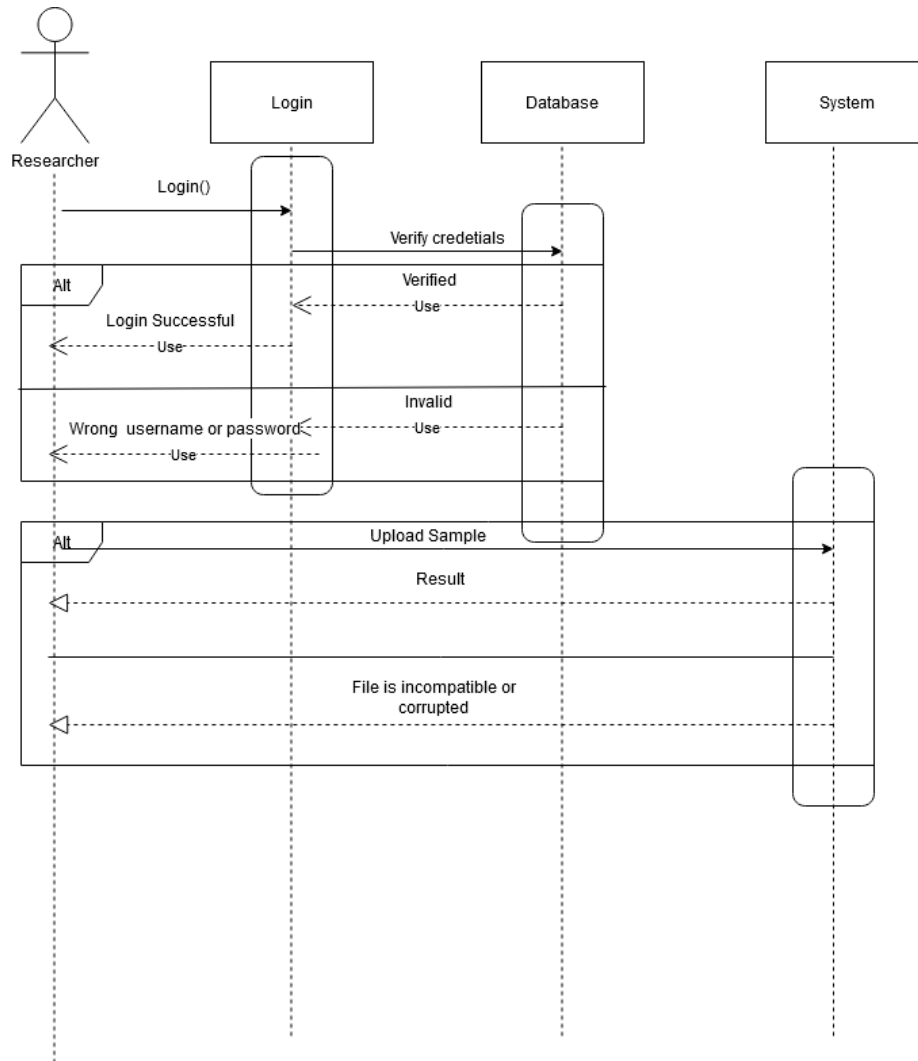 Researcher
Login
Database
System
Login()
Verify credetials
Alt
Verified
Use
Login Successful
Use
Invalid
Use
Wrong username or password
Use
Alt
Upload Sample
Result
File is incompatible or
corrupted